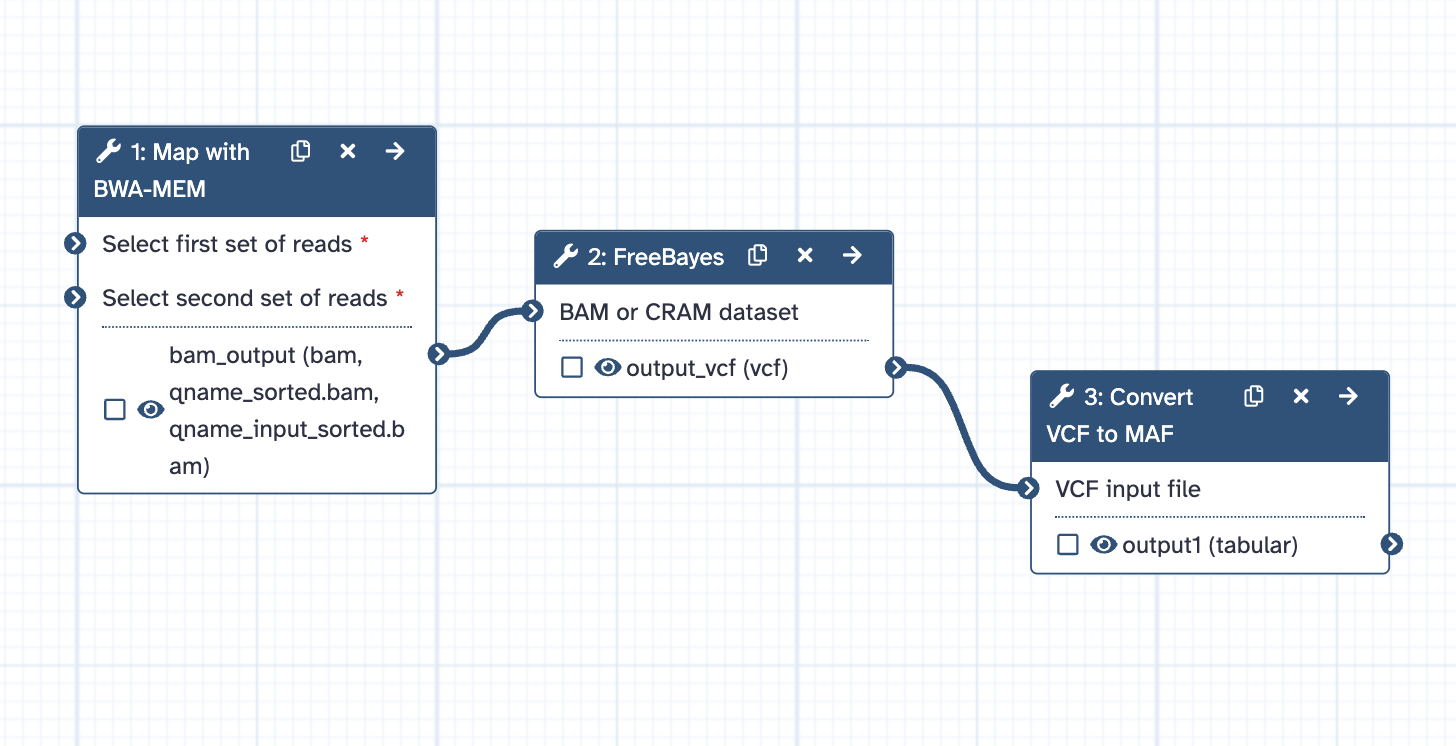 1: Map with
BWA-MEM
Select first set of reads *
Select second set of reads *
bam_output (bam,
qname_sorted.bam,
qname_input_sorted.b
am)
2: FreeBayes
BAM or CRAM dataset
output_vcf (vcf)
3: Convert
VCF to MAF
VCF input file
output1 (tabular)